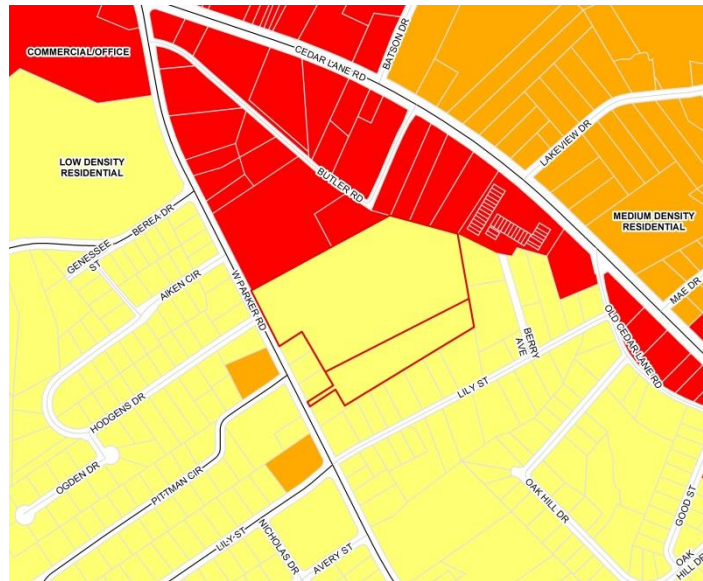 COMMERCIAL/OFFICE
CEDAR LANE RD
BATSON DR
LAKEVIEW DR
LOW DENSITY
RESIDENTIAL
BUTLER RD
MEDIUM DENSITY
RESIDENTIAL
BEREA DR
GENESSEE
ST
AIKEN CIR
W PARKER RD
MAE DR
OLD CEDAR LANE RD
BERRY
AVE
LILY ST
HODGENS DR
OGDEN DR
PITTMAN CIR
OAK HILL DR
GOOD ST
LILY ST
NICHOLAS DR
AVERY ST
OAK
HILL DR